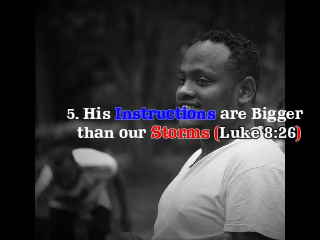 5. His Instructions are Bigger
than our Storms (Luke 8:26)